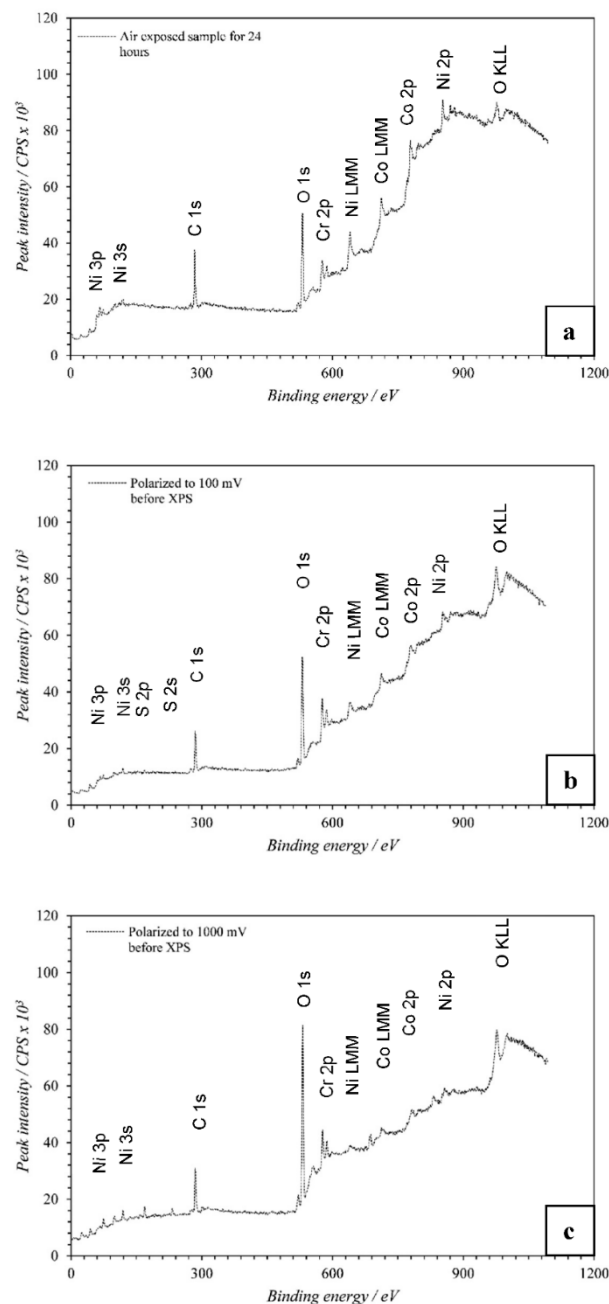 Air exposed sample for 24
hours
Peak intensity / CPS x 10³
120
100
80
60
40
20
0
Ni 3p
Ni 3s
C 1s
O 1s
Cr 2p
Ni LMM
Co LMM
Co 2p
Ni 2p
O KLL
0 300 600 900 1200
Binding energy / eV
a
Polarized to 100 mV
before XPS
Peak intensity / CPS x 10³
120
100
80
60
40
20
0
Ni 3p
Ni 3s
S 2p
S 2s
C 1s
O 1s
Cr 2p
Ni LMM
Co LMM
Co 2p
Ni 2p
O KLL
0 300 600 900 1200
Binding energy / eV
b
Polarized to 1000 mV
before XPS
Peak intensity / CPS x 10³
120
100
80
60
40
20
0
Ni 3p
Ni 3s
C 1s
O 1s
Cr 2p
Ni LMM
Co LMM
Co 2p
Ni 2p
O KLL
0 300 600 900 1200
Binding energy / eV
c